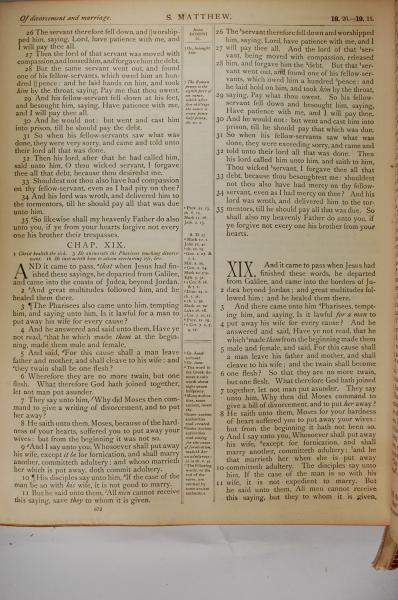 Of divorcement and marriage.
S. MATTHEW.
18. 26.—19. 11.
26 The servant therefore fell down, and || worship-
ped him, saying, Lord, have patience with me, and
I will pay thee all.
27 Then the lord of that servant was moved with
compassion, and loosed him, and forgave him the debt.
28 But the same servant went out, and found
one of his fellow-servants, which owed him an hun-
dred || pence: and he laid hands on him, and took
him by the throat, saying, Pay me that thou owest.
29 And his fellow-servant fell down at his feet,
and besought him, saying, Have patience with me,
and I will pay thee all.
30 And he would not: but went and cast him
into prison, till he should pay the debt.
31 So when his fellow-servants saw what was
done, they were very sorry, and came and told unto
their lord all that was done.
32 Then his lord, after that he had called him,
said unto him, O thou wicked servant, I forgave
thee all that debt, because thou desiredst me:
33 Shouldest not thou also have had compassion
on thy fellow-servant, even as I had pity on thee?
34 And his lord was wroth, and delivered him to
the tormentors, till he should pay all that was due
unto him.
35 So likewise shall my heavenly Father do also
unto you, if ye from your hearts forgive not every
one his brother their trespasses.
CHAP. XIX.
AND it came to pass, that when Jesus had fin-
ished these sayings, he departed from Galilee,
and came into the coasts of Judæa, beyond Jordan.
2 And great multitudes followed him, and he
healed them there.
3 ¶ The Pharisees also came unto him, tempting
him, and saying unto him, Is it lawful for a man to
put away his wife for every cause?
4 And he answered and said unto them, Have ye
not read, that he which made them at the begin-
ning, made them male and female,
5 And said, For this cause shall a man leave
father and mother, and shall cleave to his wife: and
they twain shall be one flesh?
6 Wherefore they are no more twain, but one
flesh. What therefore God hath joined together,
let not man put asunder.
7 They say unto him, Why did Moses then com-
mand to give a writing of divorcement, and to put
her away?
8 He saith unto them, Moses, because of the hard-
ness of your hearts, suffered you to put away your
wives: but from the beginning it was not so.
9 And I say unto you, Whosoever shall put away
his wife, except it be for fornication, and shall marry
another, committeth adultery: and whoso marrieth
her which is put away, doth commit adultery.
10 ¶ His disciples say unto him, If the case of the
man be so with his wife, it is not good to marry.
11 But he said unto them, All men cannot receive
this saying, save they to whom it is given.
672
26 The servant therefore fell down and worshipped
him, saying, Lord, have patience with me, and I
27 will pay thee all. And the lord of that ser-
vant, being moved with compassion, released
28 him, and forgave him the debt. But that ser-
vant went out, and found one of his fellow-ser-
vants, which owed him a hundred pence: and
he laid hold on him, and took him by the throat,
29 saying, Pay what thou owest. So his fellow-
servant fell down and besought him, saying,
Have patience with me, and I will pay thee.
30 And he would not: but went and cast him into
prison, till he should pay that which was due.
31 So when his fellow-servants saw what was
done, they were exceeding sorry, and came and
32 told unto their lord all that was done. Then
his lord called him unto him, and saith to him,
Thou wicked servant, I forgave thee all that
33 debt, because thou besoughtest me: shouldest
not thou also have had mercy on thy fellow-
34 servant, even as I had mercy on thee? And his
lord was wroth, and delivered him to the tor-
35 mentors, till he should pay all that was due. So
shall also my heavenly Father do unto you, if
ye forgive not every one his brother from your
hearts.
XIX. And it came to pass when Jesus had
finished these words, he departed
from Galilee, and came into the borders of Ju-
2 dæa beyond Jordan; and great multitudes fol-
lowed him; and he healed them there.
3 And there came unto him Pharisees, tempt-
ing him, and saying, Is it lawful for a man to
4 put away his wife for every cause? And he
answered and said, Have ye not read, that he
which made them from the beginning made them
5 male and female, and said, For this cause shall
a man leave his father and mother, and shall
cleave to his wife; and the twain shall become
6 one flesh? So that they are no more twain,
but one flesh. What therefore God hath joined
7 together, let not man put asunder. They say
unto him, Why then did Moses command to
give a bill of divorcement, and to put her away?
8 He saith unto them, Moses for your hardness
of heart suffered you to put away your wives:
but from the beginning it hath not been so.
9 And I say unto you, Whosoever shall put away
his wife, except for fornication, and shall
marry another, committeth adultery: and he
that marrieth her when she is put away
10 committeth adultery. The disciples say unto
him, If the case of the man is so with his
11 wife, it is not expedient to marry. But
he said unto them, All men cannot receive
this saying, but they to whom it is given,